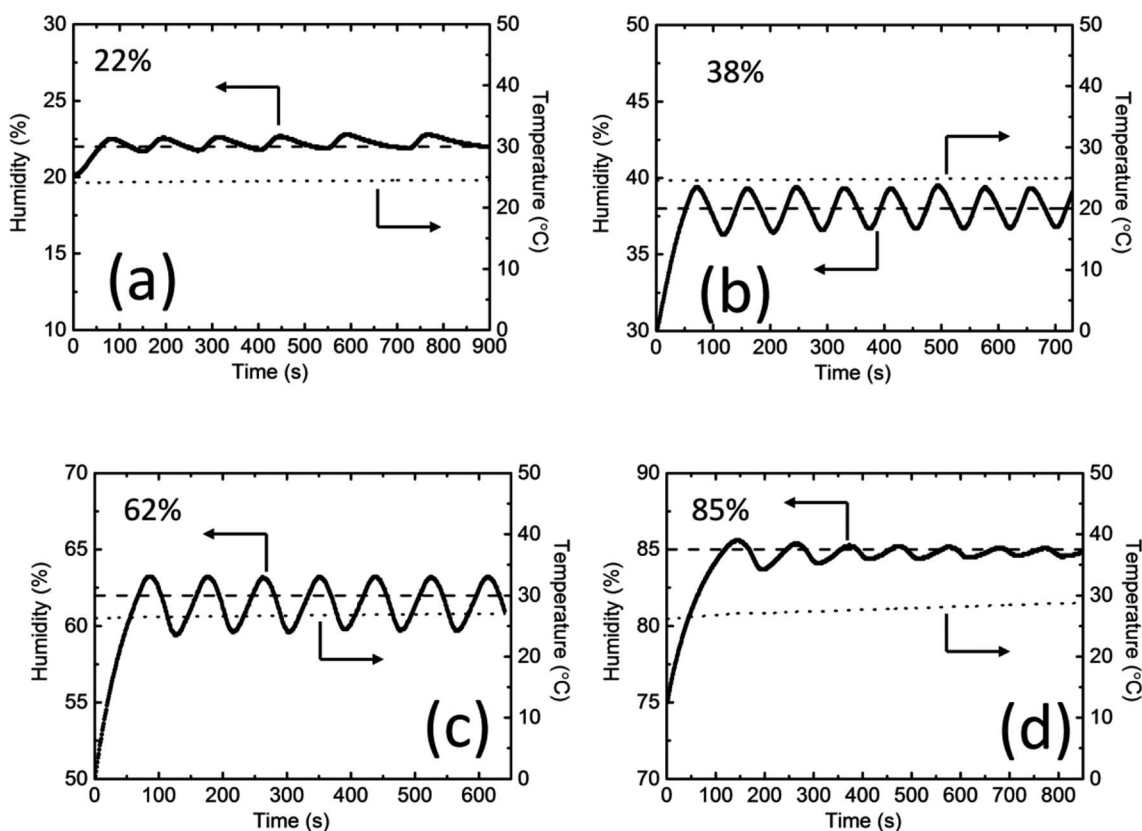 30
25
20
15
10
Humidity (%)
22%
(a)
50
40
30
20
10
0
Temperature (°C)
0 100 200 300 400 500 600 700 800 900
Time (s)
50
45
40
35
30
Humidity (%)
38%
(b)
50
40
30
20
10
0
Temperature (°C)
0 100 200 300 400 500 600 700
Time (s)
70
65
60
55
50
Humidity (%)
62%
(c)
50
40
30
20
10
0
Temperature (°C)
0 100 200 300 400 500 600
Time (s)
90
85
80
75
70
Humidity (%)
85%
(d)
50
40
30
20
10
0
Temperature (°C)
0 100 200 300 400 500 600 700 800
Time (s)